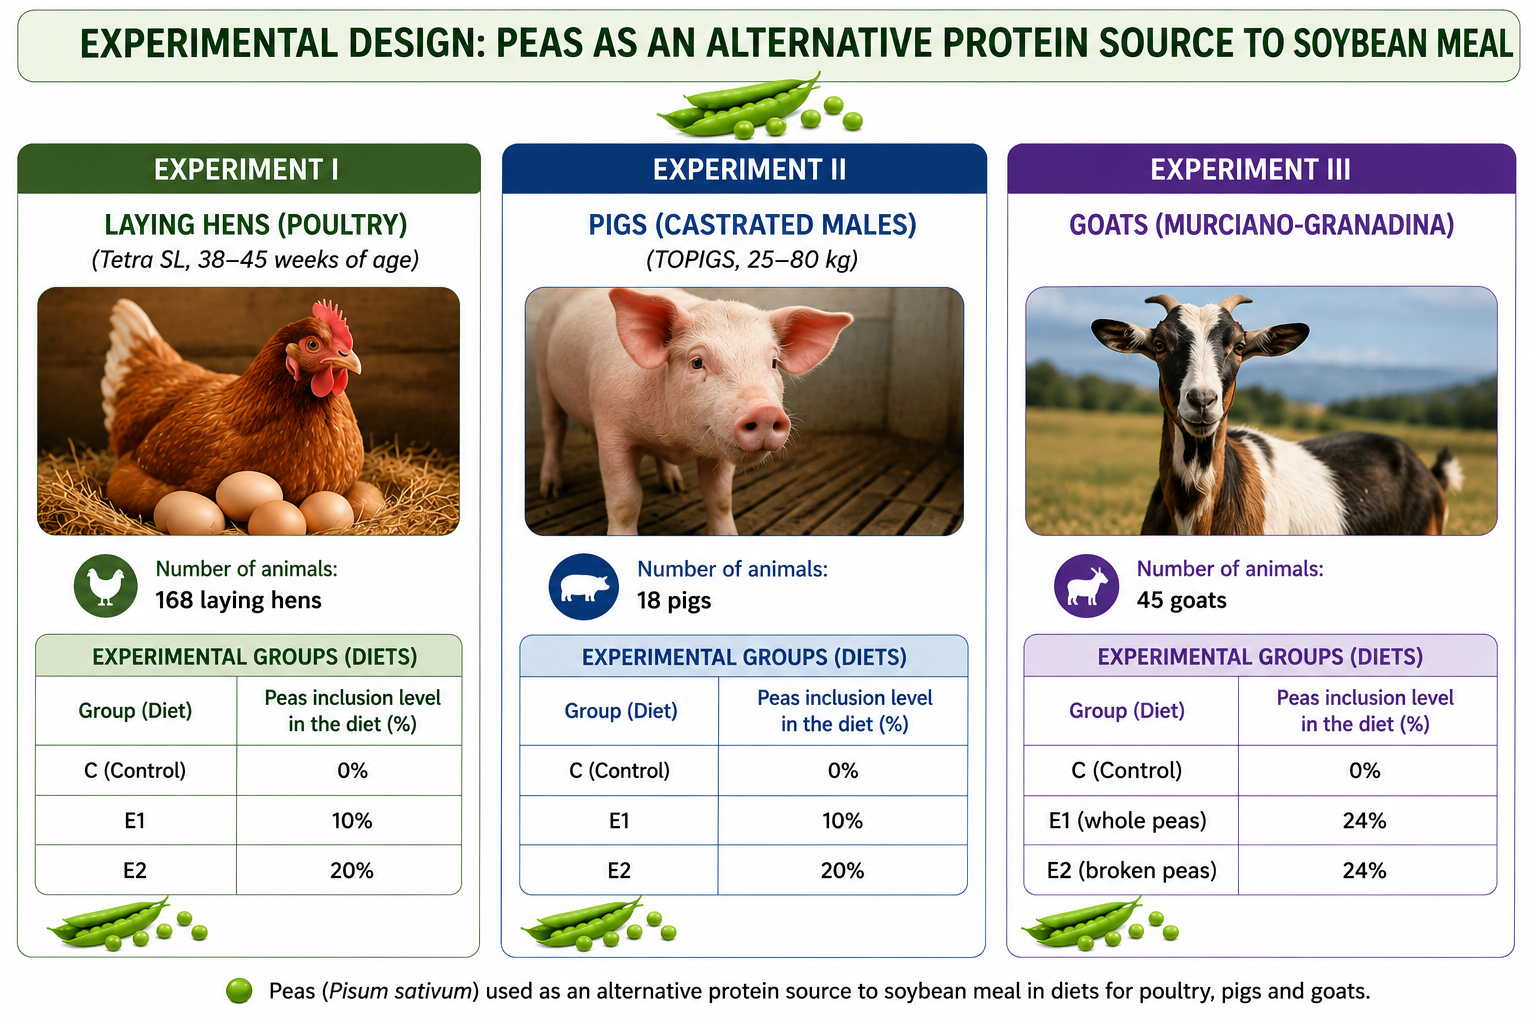 EXPERIMENTAL DESIGN: PEAS AS AN ALTERNATIVE PROTEIN SOURCE TO SOYBEAN MEAL
EXPERIMENT I
LAYING HENS (POULTRY)
(Tetra SL, 38–45 weeks of age)
Number of animals:
168 laying hens
EXPERIMENTAL GROUPS (DIETS)
Group (Diet)
Peas inclusion level
in the diet (%)
C (Control) 0%
E1 10%
E2 20%
EXPERIMENT II
PIGS (CASTRATED MALES)
(TOPIGS, 25–80 kg)
Number of animals:
18 pigs
EXPERIMENTAL GROUPS (DIETS)
Group (Diet)
Peas inclusion level
in the diet (%)
C (Control) 0%
E1 10%
E2 20%
EXPERIMENT III
GOATS (MURCIANO-GRANADINA)
Number of animals:
45 goats
EXPERIMENTAL GROUPS (DIETS)
Group (Diet)
Peas inclusion level
in the diet (%)
C (Control) 0%
E1 (whole peas) 24%
E2 (broken peas) 24%
Peas (Pisum sativum) used as an alternative protein source to soybean meal in diets for poultry, pigs and goats.